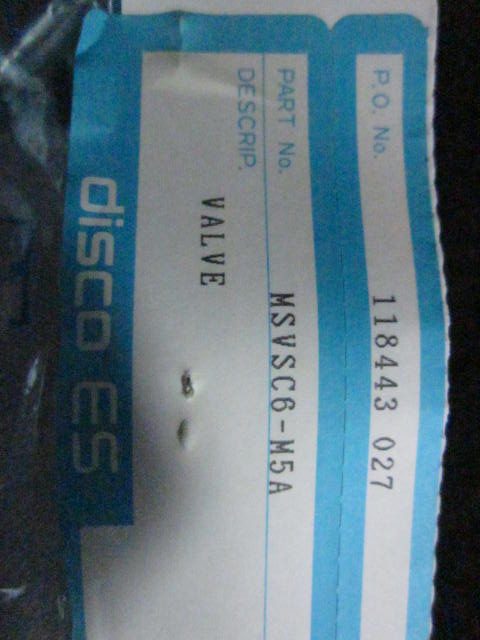 P.O. No. 118443 027
PART No. MSVSC6-M5A
DESCRIP.
VALVE
disco ES